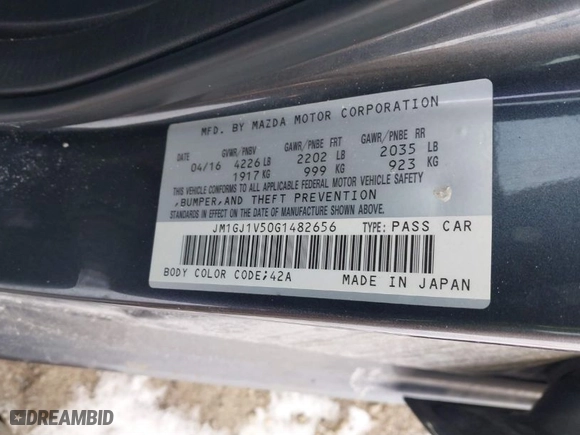 MFD. BY MAZDA MOTOR CORPORATION
DATE GVWR/PNBV GAWR/PNBE FRT GAWR/PNBE RR
04/16 4226 LB 2202 LB 2035 LB
1917 KG 999 KG 923 KG
THIS VEHICLE CONFORMS TO ALL APPLICABLE FEDERAL MOTOR VEHICLE SAFETY
,BUMPER,AND THEFT PREVENTION
STANDARDS IN EFFECT ON THE DATE OF MANUFACTURE SHOWN ABOVE.
JM1GJ1V50G1482656 TYPE: PASS CAR
BODY COLOR CODE;42A MADE IN JAPAN
DREAMBID